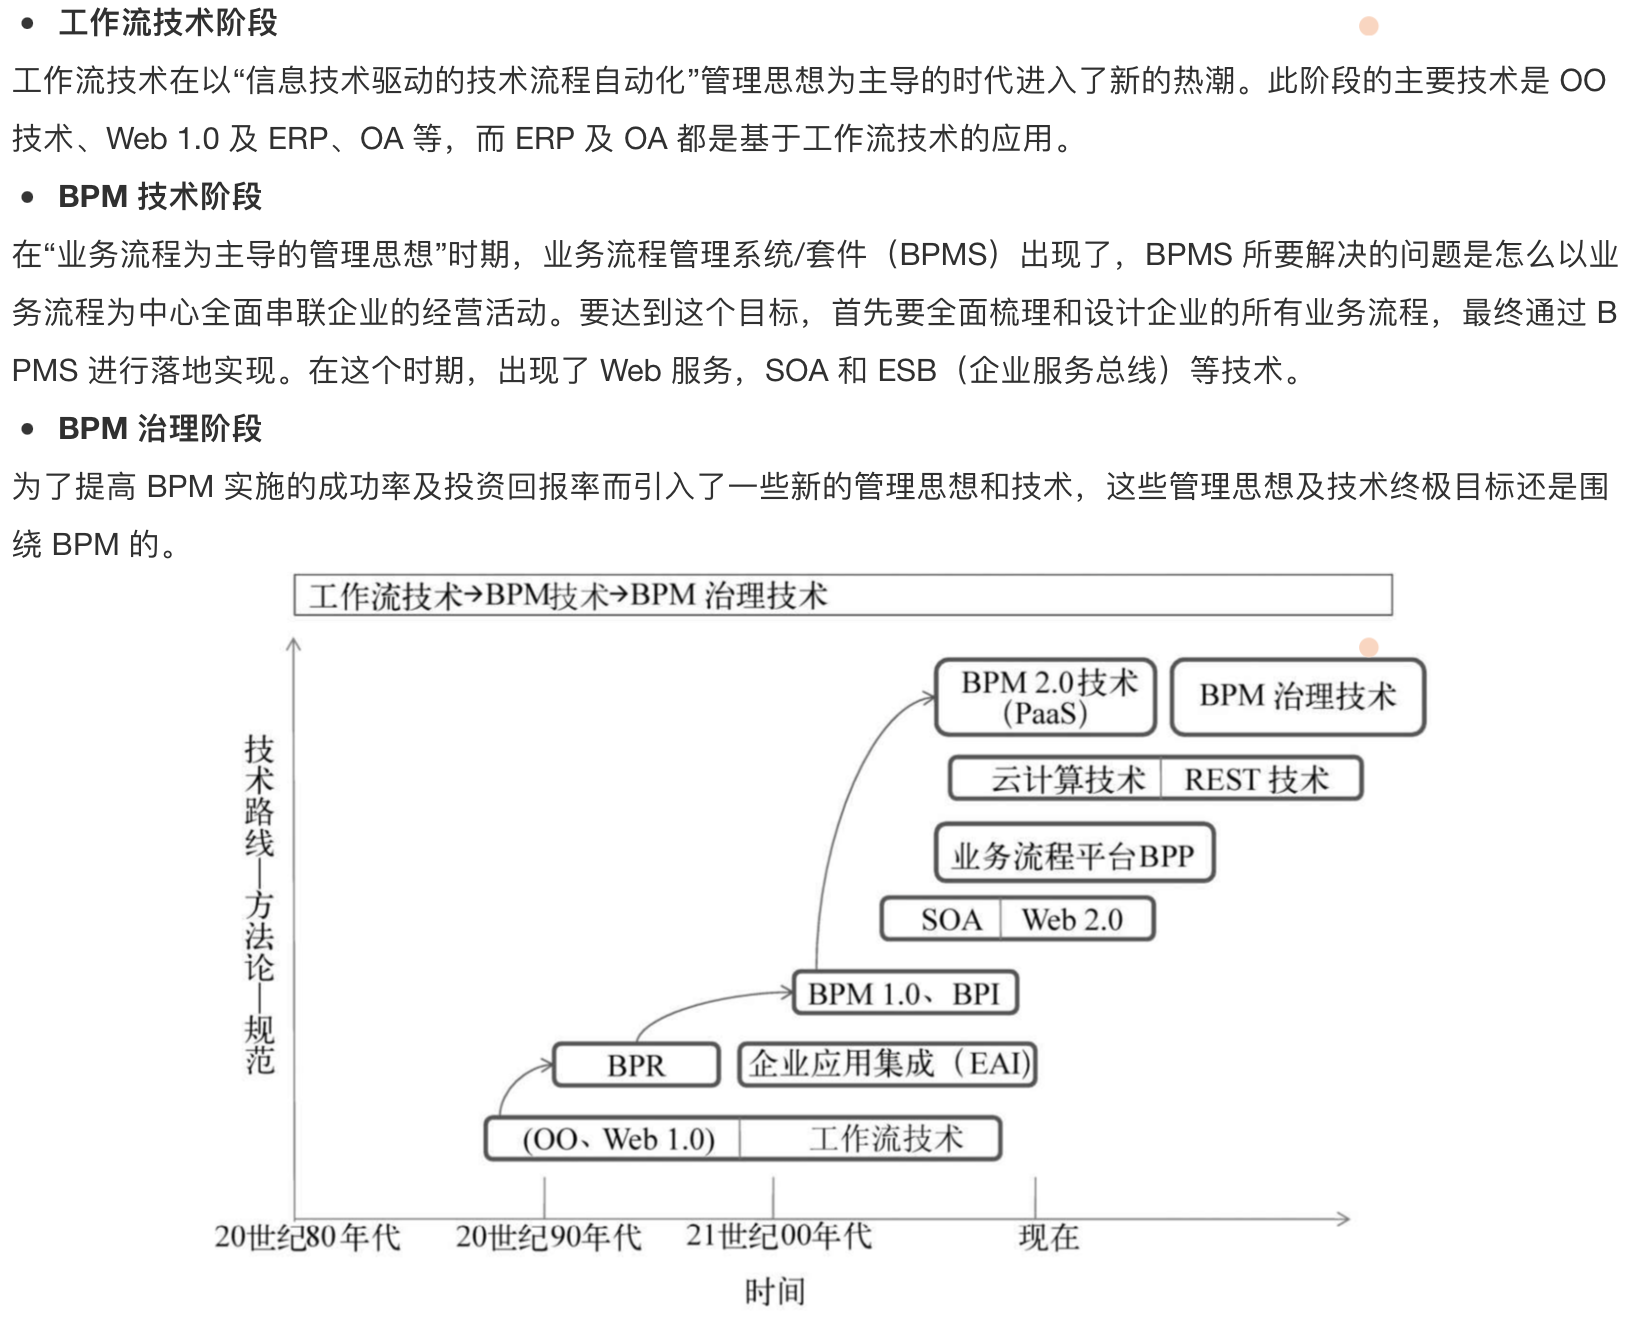 • 工作流技术阶段
工作流技术在以“信息技术驱动的技术流程自动化”管理思想为主导的时代进入了新的热潮。此阶段的主要技术是 OO
技术、Web 1.0 及 ERP、OA 等，而 ERP 及 OA 都是基于工作流技术的应用。
• BPM 技术阶段
在“业务流程为主导的管理思想”时期，业务流程管理系统/套件（BPMS）出现了，BPMS 所要解决的问题是怎么以业
务流程为中心全面串联企业的经营活动。要达到这个目标，首先要全面梳理和设计企业的所有业务流程，最终通过 B
PMS 进行落地实现。在这个时期，出现了 Web 服务，SOA 和 ESB（企业服务总线）等技术。
• BPM 治理阶段
为了提高 BPM 实施的成功率及投资回报率而引入了一些新的管理思想和技术，这些管理思想及技术终极目标还是围
绕 BPM 的。
工作流技术→BPM技术→BPM 治理技术
技术路线—方法论—规范
BPM 2.0技术
（PaaS）
BPM 治理技术
云计算技术 REST 技术
业务流程平台BPP
SOA Web 2.0
BPM 1.0、BPI
BPR 企业应用集成（EAI)
(OO、Web 1.0) 工作流技术
20世纪80年代 20世纪90年代 21世纪00年代 现在
时间